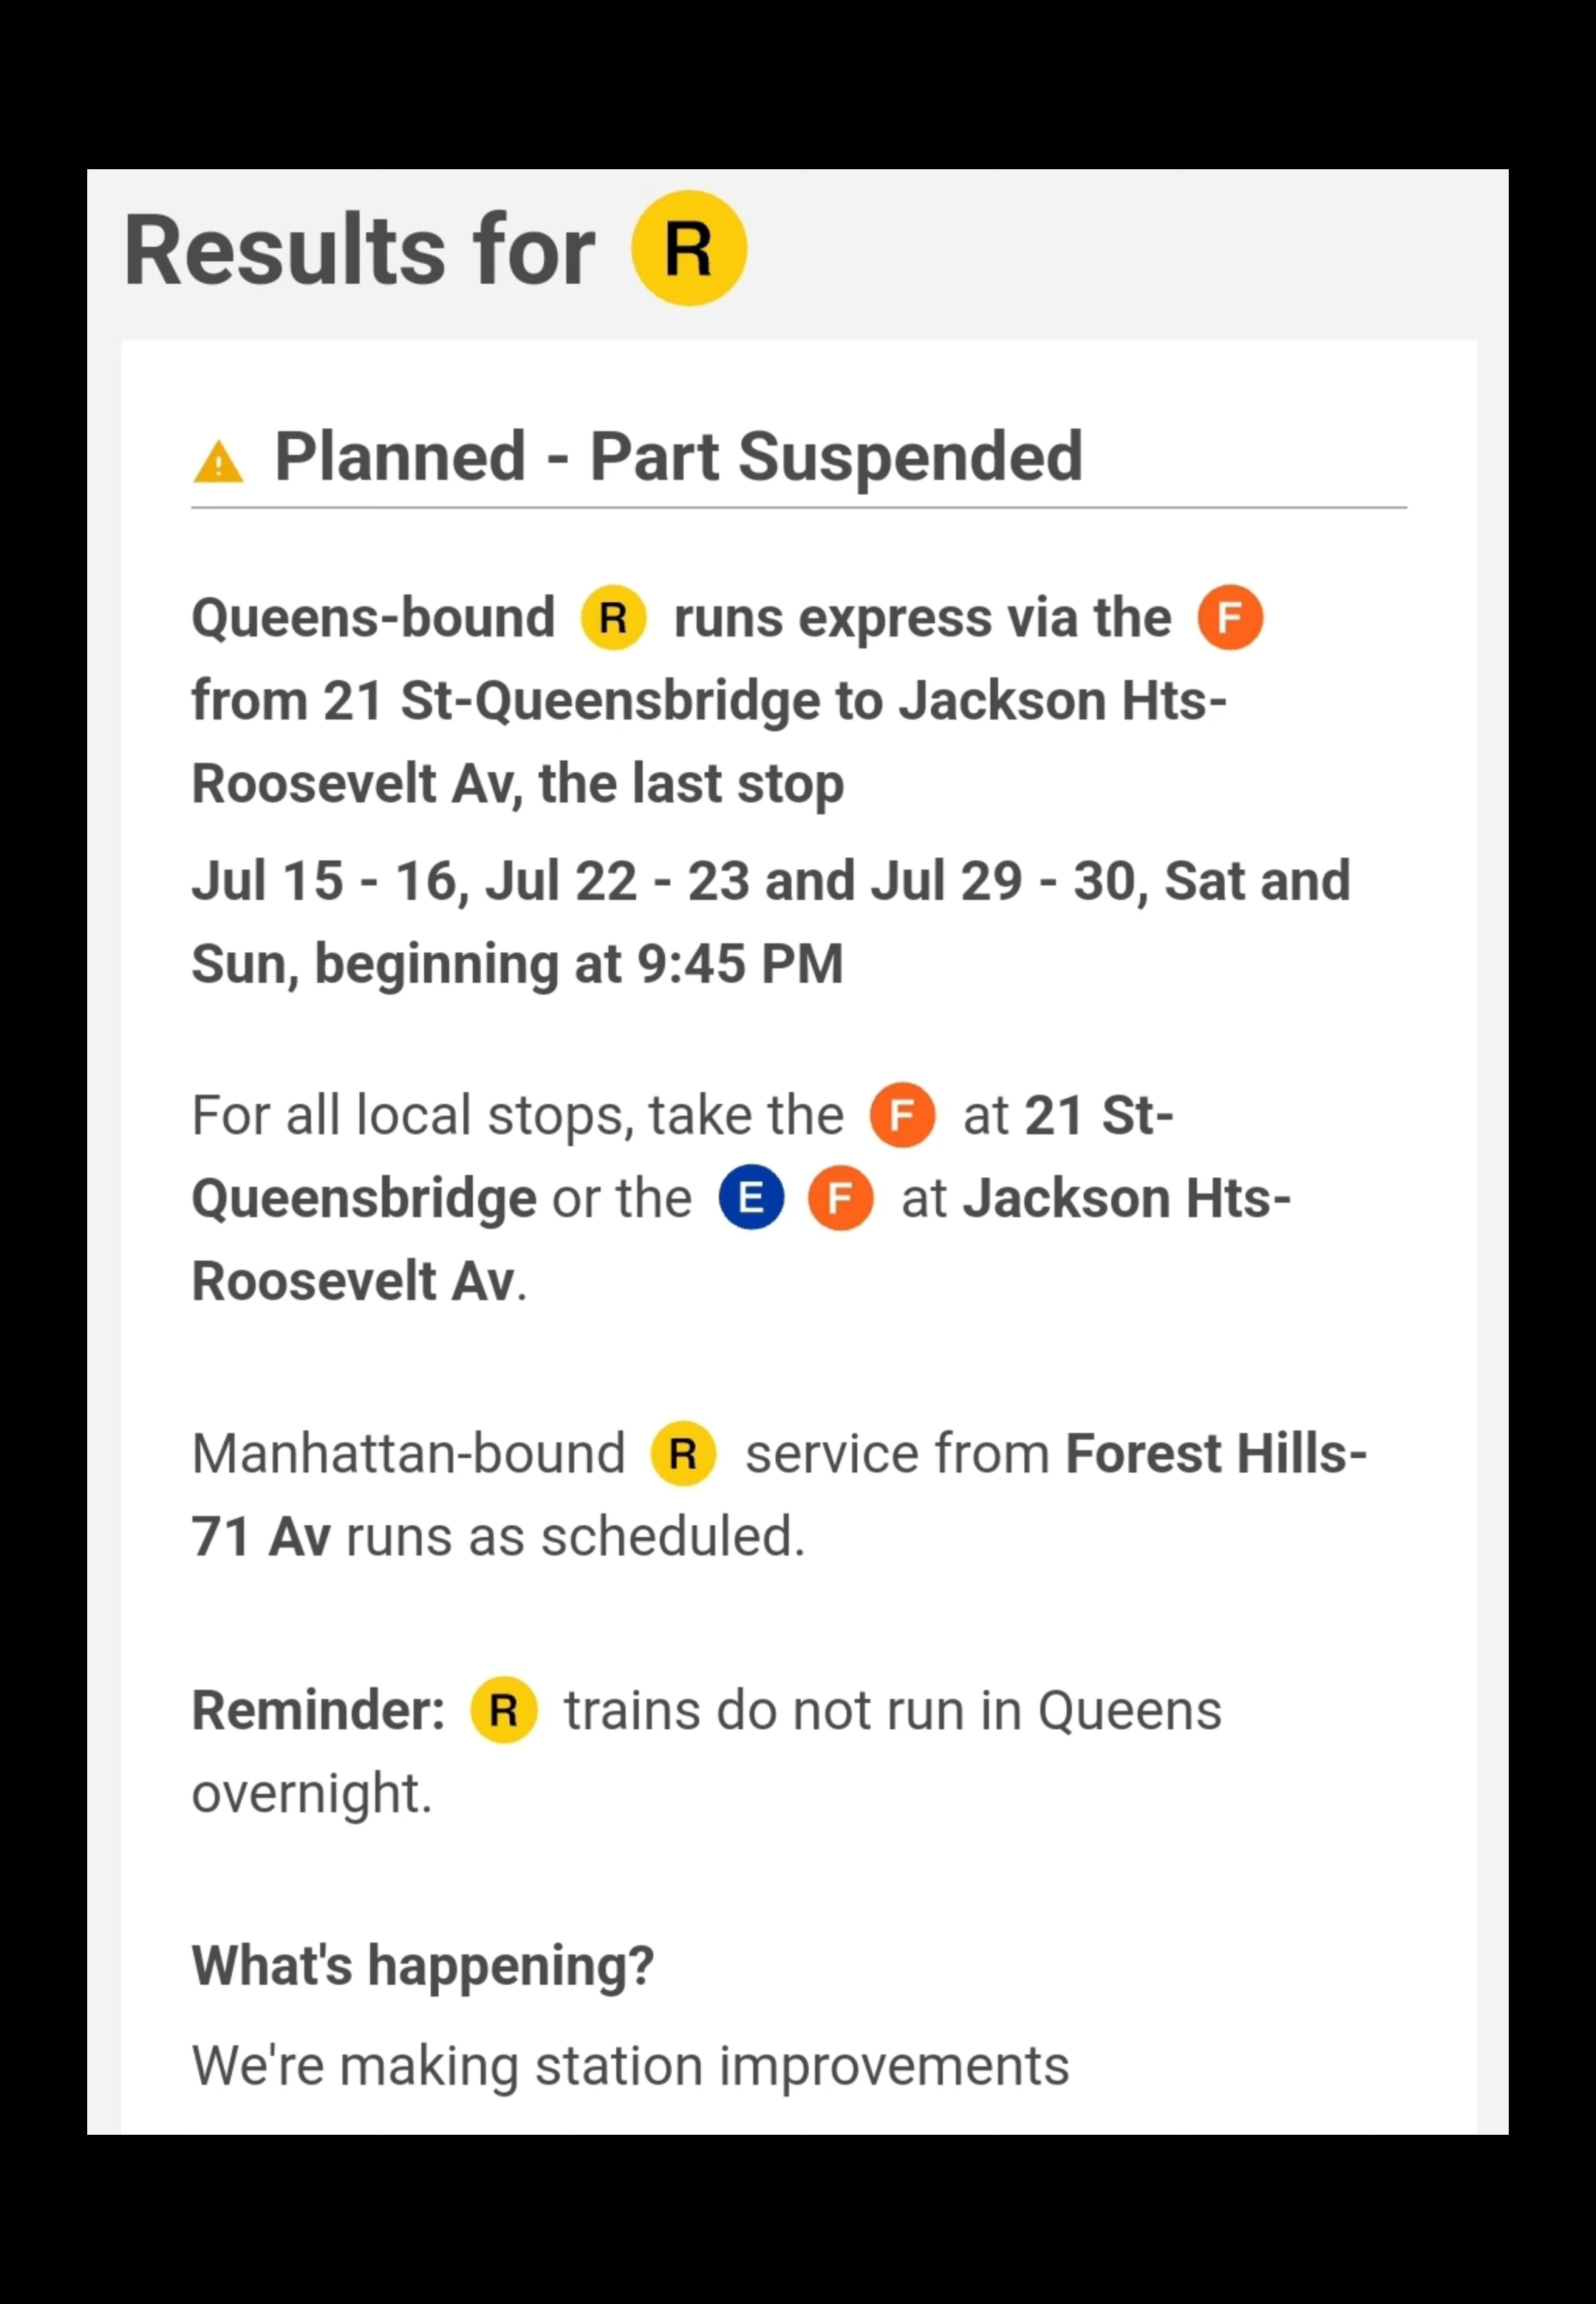 Results for R
Planned - Part Suspended
Queens-bound R runs express via the F
from 21 St-Queensbridge to Jackson Hts-
Roosevelt Av, the last stop
Jul 15 - 16, Jul 22 - 23 and Jul 29 - 30, Sat and
Sun, beginning at 9:45 PM
For all local stops, take the F at 21 St-
Queensbridge or the E F at Jackson Hts-
Roosevelt Av.
Manhattan-bound R service from Forest Hills-
71 Av runs as scheduled.
Reminder: R trains do not run in Queens
overnight.
What's happening?
We're making station improvements